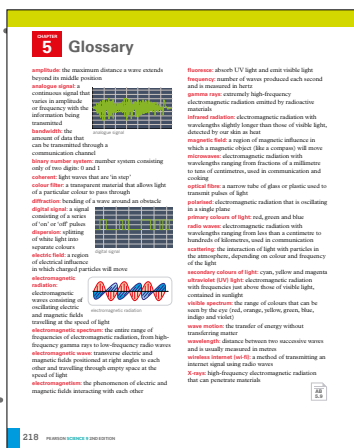 CHAPTER
5 Glossary
amplitude: the maximum distance a wave extends
beyond its middle position
analogue signal: a
continuous signal that
varies in amplitude
or frequency with the
information being
transmitted
analogue signal
bandwidth: the
amount of data that
can be transmitted through a
communication channel
binary number system: number system consisting
only of two digits: 0 and 1
coherent: light waves that are 'in step'
colour filter: a transparent material that allows light
of a particular colour to pass through
diffraction: bending of a wave around an obstacle
digital signal: a signal
consisting of a series
of 'on' or 'off' pulses
dispersion: splitting
of white light into
separate colours
digital signal
electric field: a region
of electrical influence
in which charged particles will move
electromagnetic
radiation:
electromagnetic
waves consisting of
oscillating electric
and magnetic fields
travelling at the speed of light
electromagnetic radiation
electromagnetic spectrum: the entire range of
frequencies of electromagnetic radiation, from high-
frequency gamma rays to low-frequency radio waves
electromagnetic wave: transverse electric and
magnetic fields positioned at right angles to each
other and travelling through empty space at the
speed of light
electromagnetism: the phenomenon of electric and
magnetic fields interacting with each other
fluoresce: absorb UV light and emit visible light
frequency: number of waves produced each second
and is measured in hertz
gamma rays: extremely high-frequency
electromagnetic radiation emitted by radioactive
materials
infrared radiation: electromagnetic radiation with
wavelengths slightly longer than those of visible light,
detected by our skin as heat
magnetic field: a region of magnetic influence in
which a magnetic object (like a compass) will move
microwaves: electromagnetic radiation with
wavelengths ranging from fractions of a millimetre
to tens of centimetres, used in communication and
cooking
optical fibre: a narrow tube of glass or plastic used to
transmit pulses of light
polarised: electromagnetic radiation that is oscillating
in a single plane
primary colours of light: red, green and blue
radio waves: electromagnetic radiation with
wavelengths ranging from less than a centimetre to
hundreds of kilometres, used in communication
scattering: the interaction of light with particles in
the atmosphere, depending on colour and frequency
of the light
secondary colours of light: cyan, yellow and magenta
ultraviolet (UV) light: electromagnetic radiation
with frequencies just above those of visible light,
contained in sunlight
visible spectrum: the range of colours that can be
seen by the eye (red, orange, yellow, green, blue,
indigo and violet)
wave motion: the transfer of energy without
transferring matter
wavelength: distance between two successive waves
and is usually measured in metres
wireless internet (wi-fi): a method of transmitting an
internet signal using radio waves
X-rays: high-frequency electromagnetic radiation
that can penetrate materials
AB
5.9
218 PEARSON SCIENCE 9 2ND EDITION